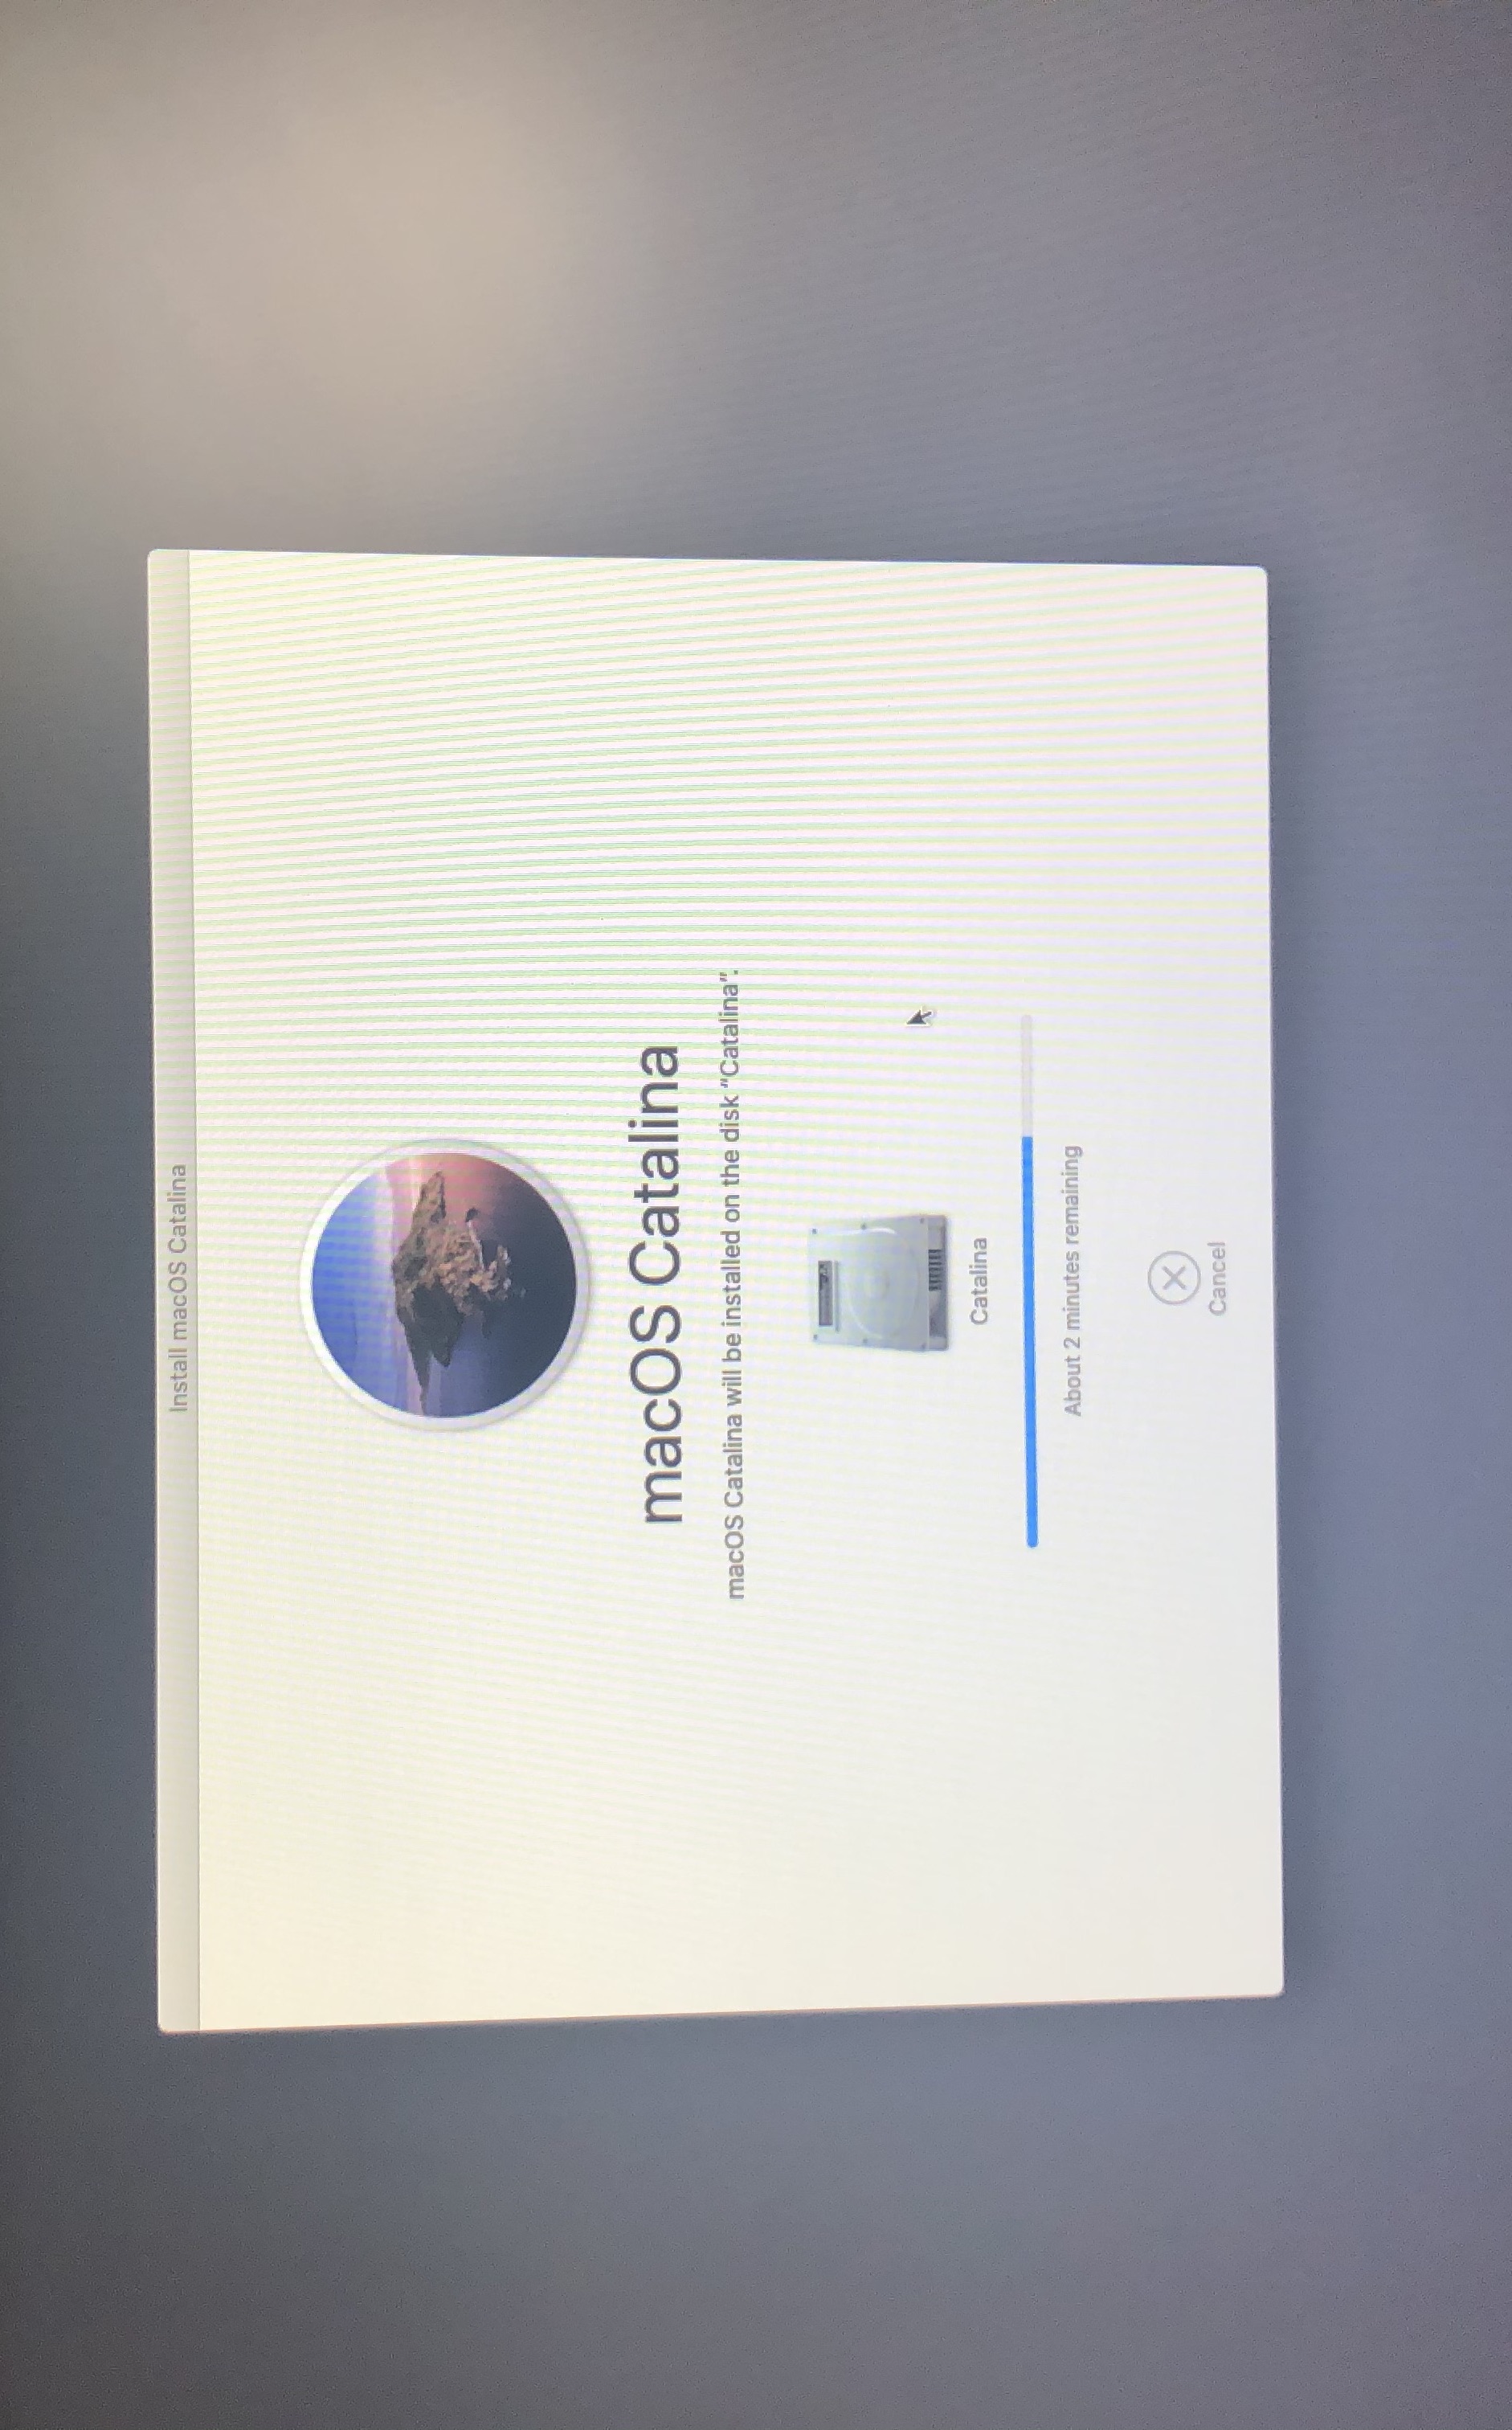 Install macOS Catalina
macOS Catalina
macOS Catalina will be installed on the disk “Catalina”.
Catalina
About 2 minutes remaining
Cancel